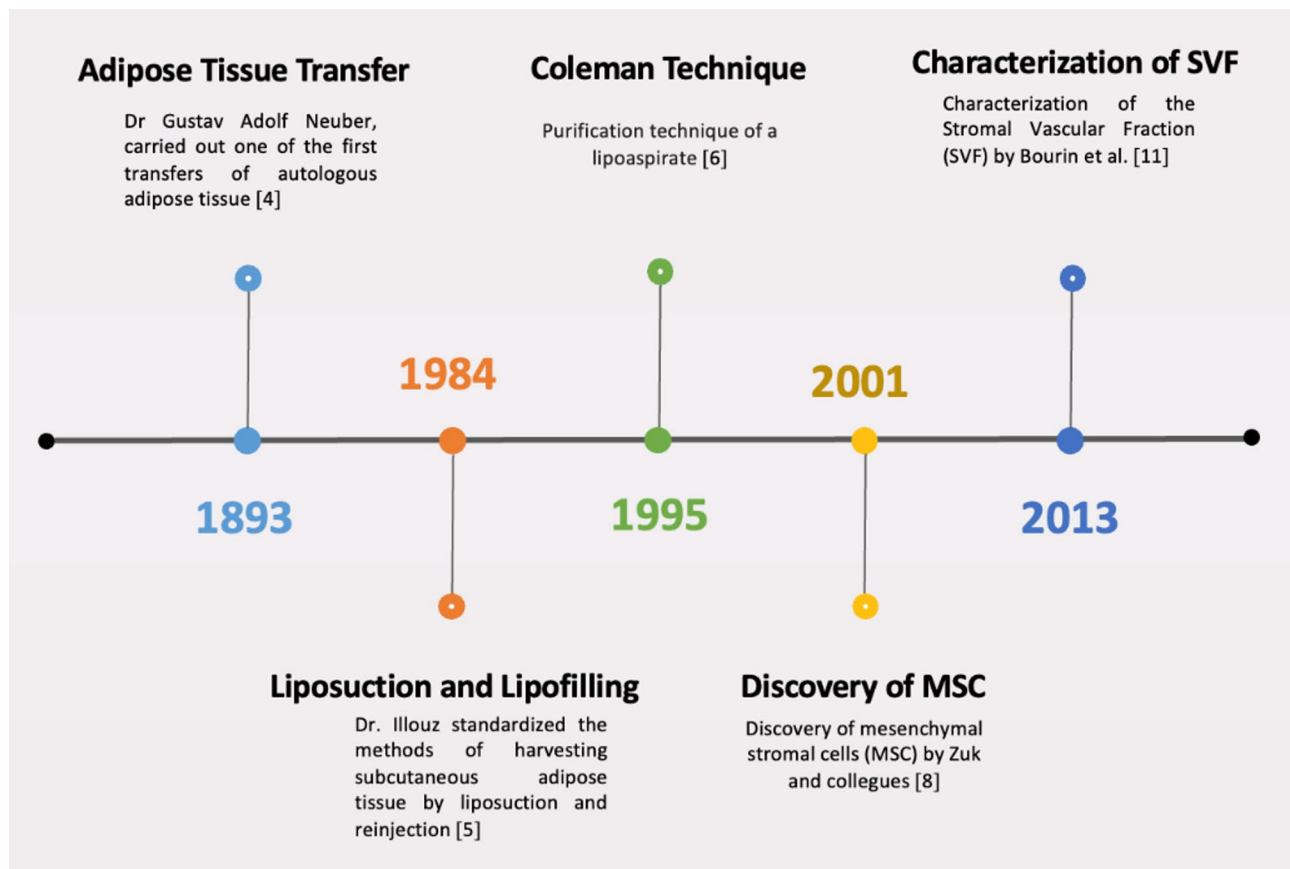 Adipose Tissue Transfer
Dr Gustav Adolf Neuber,
carried out one of the first
transfers of autologous
adipose tissue [4]
Coleman Technique
Purification technique of a
lipoaspirate [6]
Characterization of SVF
Characterization of the
Stromal Vascular Fraction
(SVF) by Bourin et al. [11]
1984
2001
1893
1995
2013
Liposuction and Lipofilling
Dr. Illouz standardized the
methods of harvesting
subcutaneous adipose
tissue by liposuction and
reinjection [5]
Discovery of MSC
Discovery of mesenchymal
stromal cells (MSC) by Zuk
and collegues [8]